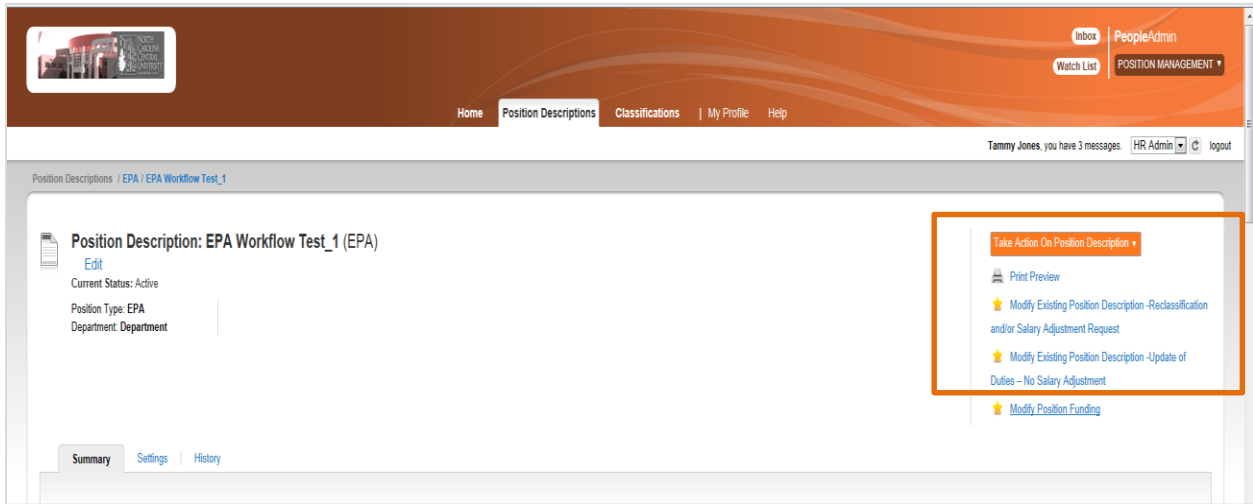 NORTH
CAROLINA
CENTRAL
UNIVERSITY
Inbox
PeopleAdmin
Watch List
POSITION MANAGEMENT
Home Position Descriptions Classifications | My Profile Help
Tammy Jones, you have 3 messages. HR Admin logout
Position Descriptions / EPA / EPA Workflow Test_1
Position Description: EPA Workflow Test_1 (EPA)
Edit
Current Status: Active
Position Type: EPA
Department: Department
Take Action On Position Description
Print Preview
Modify Existing Position Description -Reclassification
and/or Salary Adjustment Request
Modify Existing Position Description -Update of
Duties – No Salary Adjustment
Modify Position Funding
Summary Settings History